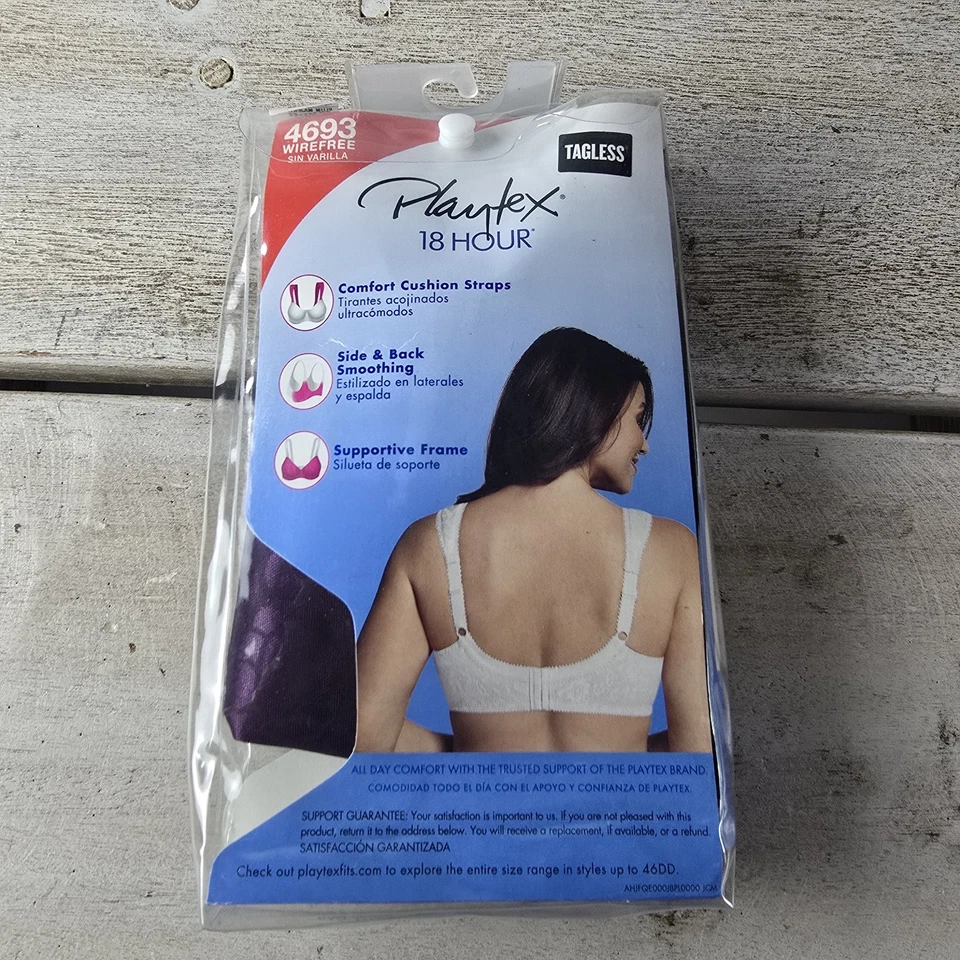 4693
WIREFREE
SIN VARILLA
TAGLESS
Playtex®
18 HOUR®
Comfort Cushion Straps
Tirantes acojinados
ultracómodos
Side & Back
Smoothing
Estilizado en laterales
y espalda
Supportive Frame
Silueta de soporte
ALL DAY COMFORT WITH THE TRUSTED SUPPORT OF THE PLAYTEX BRAND.
COMODIDAD TODO EL DÍA CON EL APOYO Y CONFIANZA DE PLAYTEX.
SUPPORT GUARANTEE: Your satisfaction is important to us. If you are not pleased with this
product, return it to the address below. You will receive a replacement, if available, or a refund.
SATISFACCIÓN GARANTIZADA
Check out playtexfits.com to explore the entire size range in styles up to 46DD.